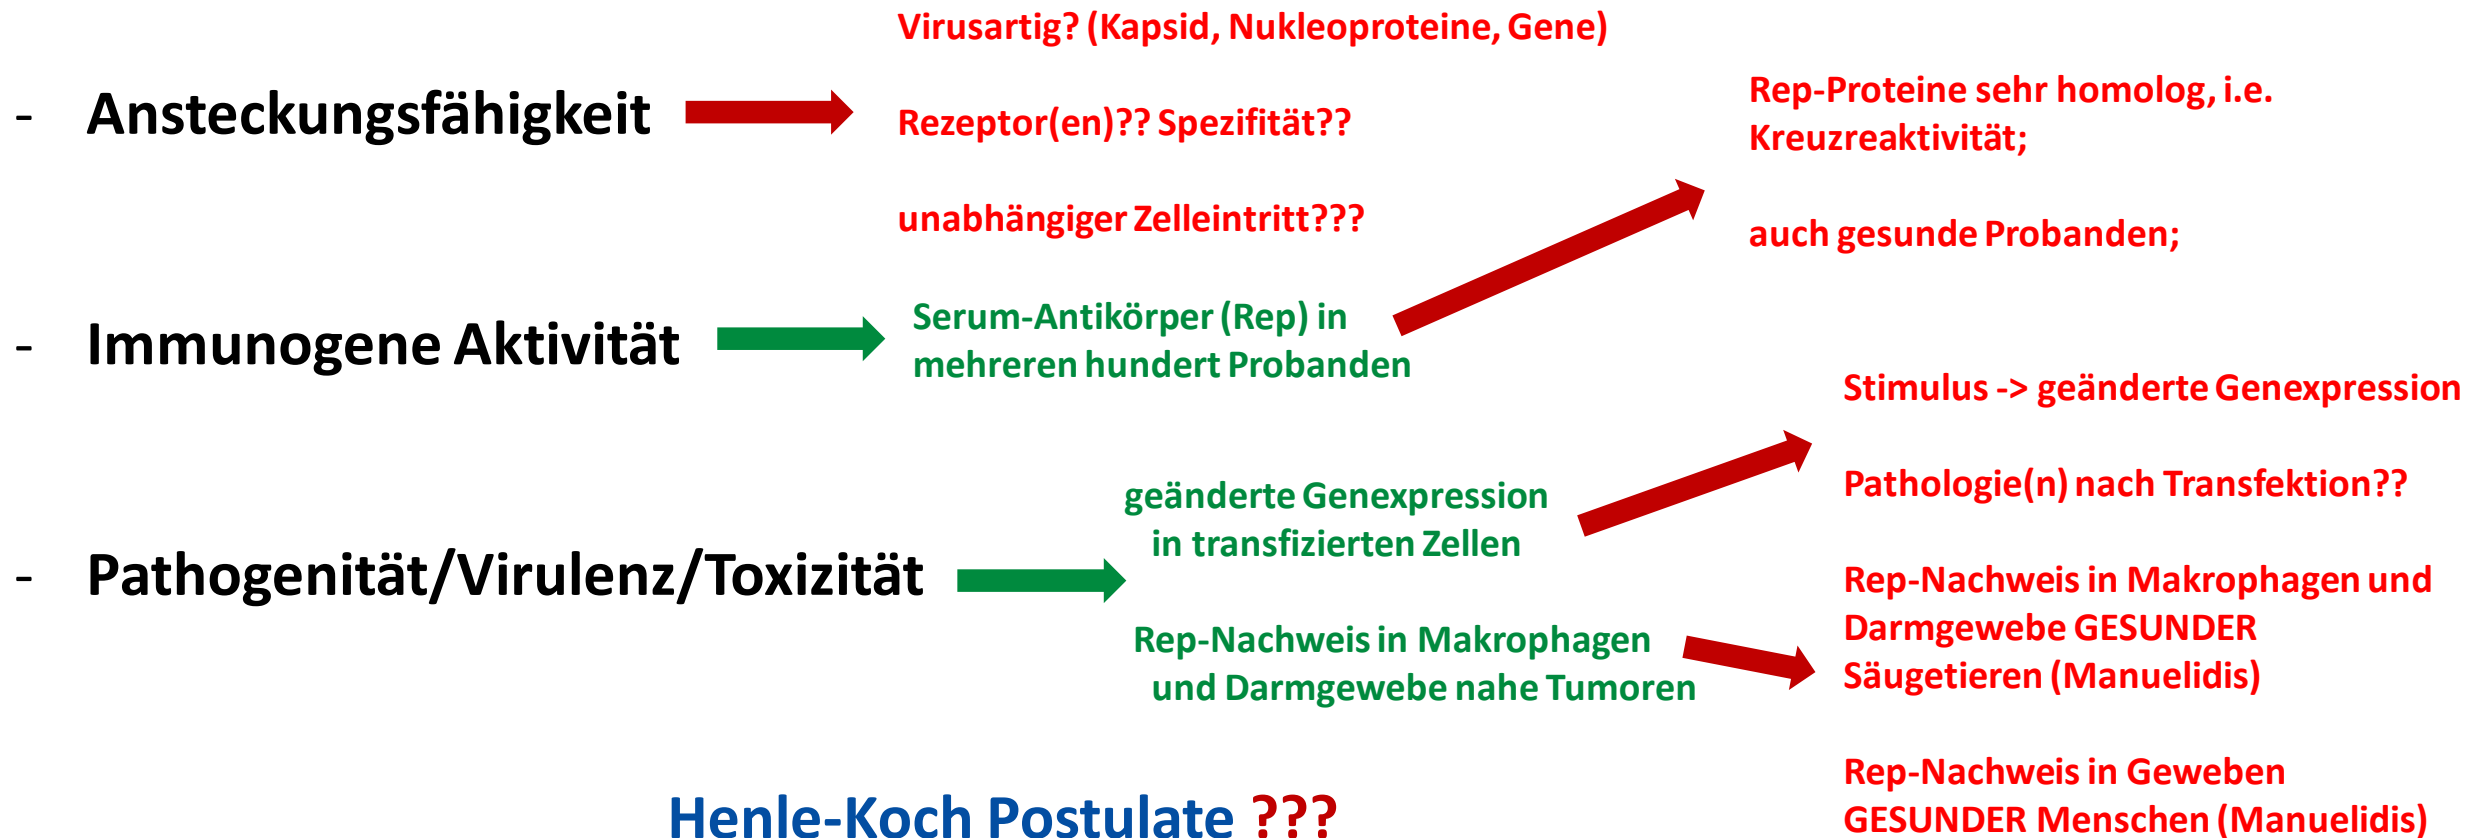 Virusartig? (Kapsid, Nukleoproteine, Gene)
- Ansteckungsfähigkeit
Rezeptor(en)?? Spezifität??
unabhängiger Zelleintritt???
Rep-Proteine sehr homolog, i.e.
Kreuzreaktivität;
auch gesunde Probanden;
- Immunogene Aktivität
Serum-Antikörper (Rep) in
mehreren hundert Probanden
- Pathogenität/Virulenz/Toxizität
geänderte Genexpression
in transfizierten Zellen
Stimulus -> geänderte Genexpression
Pathologie(n) nach Transfektion??
Rep-Nachweis in Makrophagen
und Darmgewebe nahe Tumoren
Rep-Nachweis in Makrophagen und
Darmgewebe GESUNDER
Säugetieren (Manuelidis)
Rep-Nachweis in Geweben
GESUNDER Menschen (Manuelidis)
Henle-Koch Postulate ???